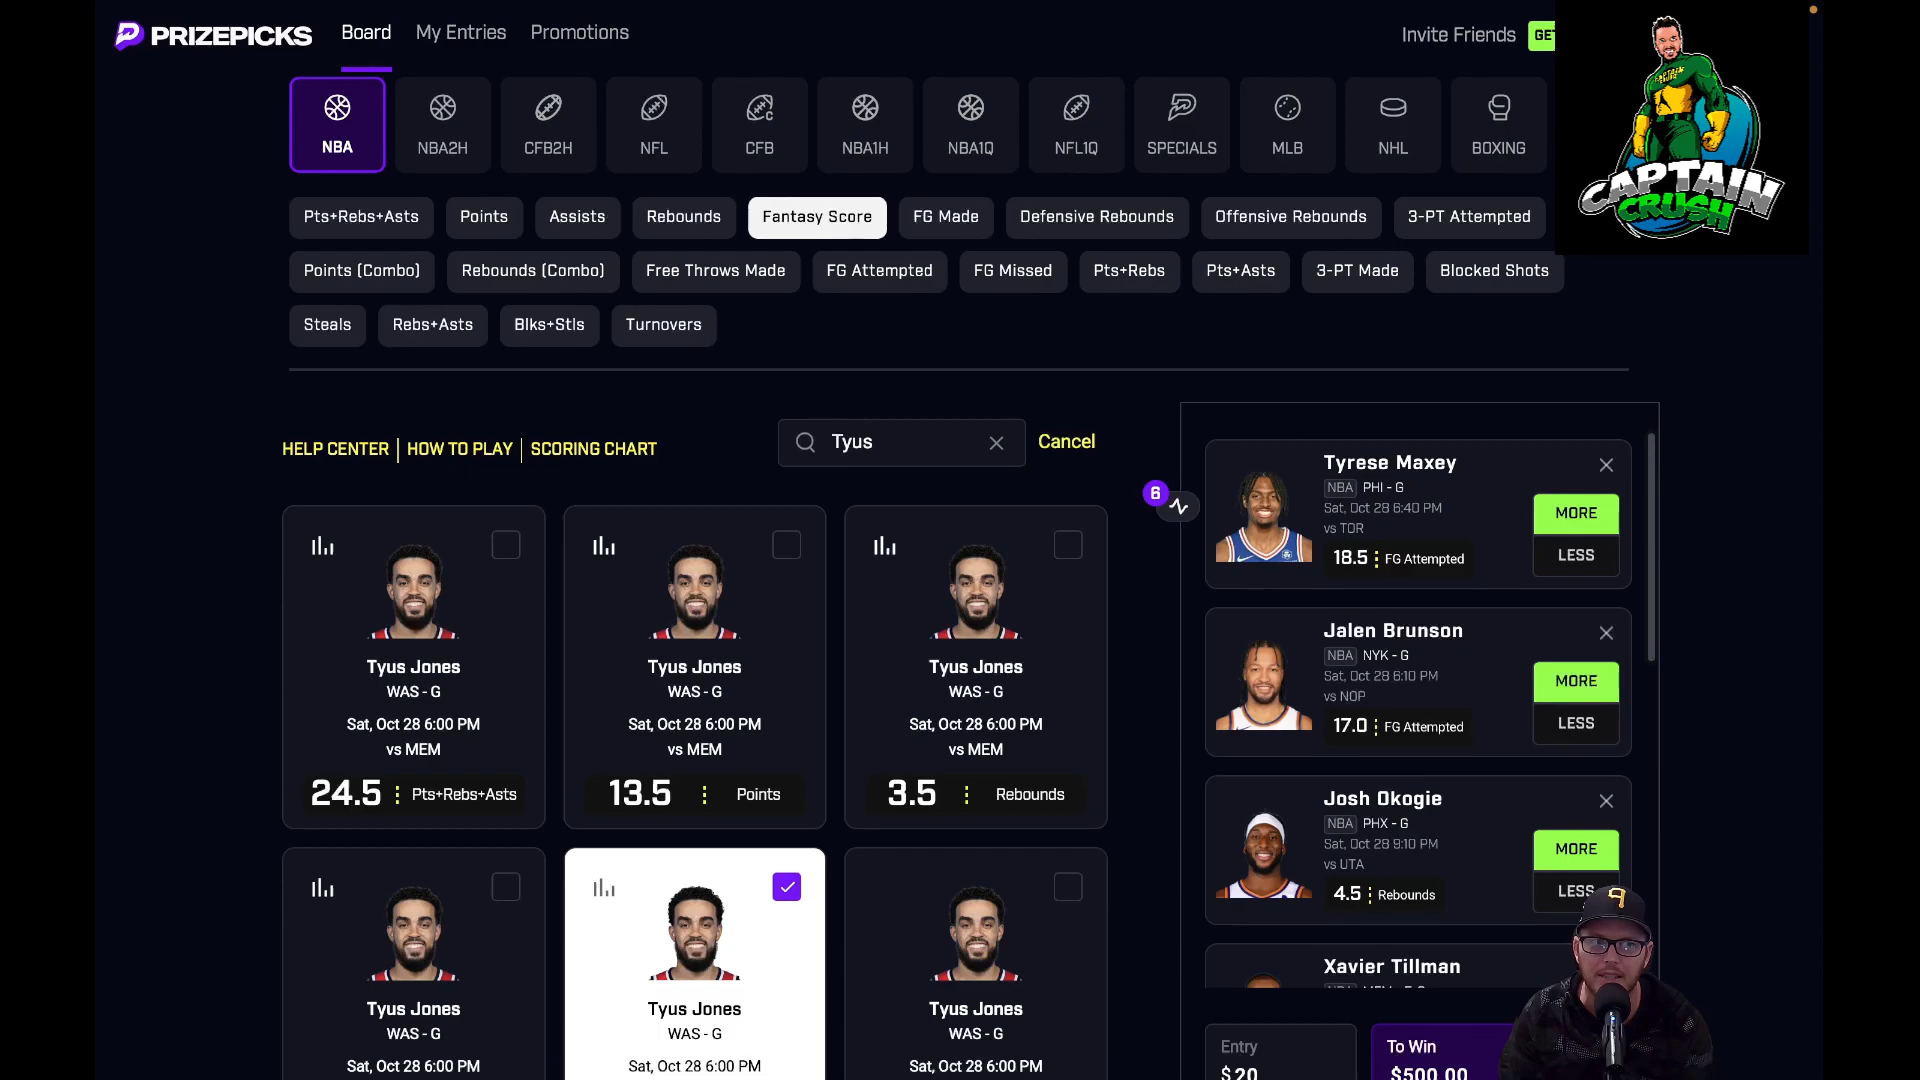 PRIZEPICKS
Board
My Entries
Promotions
Invite Friends
GET
CAPTAIN CRUSH
CAPTAIN
CRUSH
NBA
NBA2H
CFB2H
NFL
CFB
NBA1H
NBA1Q
NFL1Q
SPECIALS
MLB
NHL
BOXING
Pts+Rebs+Asts
Points
Assists
Rebounds
Fantasy Score
FG Made
Defensive Rebounds
Offensive Rebounds
3-PT Attempted
Points (Combo)
Rebounds (Combo)
Free Throws Made
FG Attempted
FG Missed
Pts+Rebs
Pts+Asts
3-PT Made
Blocked Shots
Steals
Rebs+Asts
Blks+Stls
Turnovers
HELP CENTER
HOW TO PLAY
SCORING CHART
Tyus
Cancel
Tyus Jones
WAS - G
Sat, Oct 28 6:00 PM
vs MEM
24.5 Pts+Rebs+Asts
Tyus Jones
WAS - G
Sat, Oct 28 6:00 PM
vs MEM
13.5 Points
Tyus Jones
WAS - G
Sat, Oct 28 6:00 PM
vs MEM
3.5 Rebounds
Tyus Jones
WAS - G
Sat, Oct 28 6:00 PM
Tyus Jones
WAS - G
Sat, Oct 28 6:00 PM
Tyus Jones
WAS - G
Sat, Oct 28 6:00 PM
6
Tyrese Maxey
NBA PHI - G
Sat, Oct 28 6:40 PM
vs TOR
18.5 FG Attempted
MORE
LESS
Jalen Brunson
NBA NYK - G
Sat, Oct 28 6:10 PM
vs NOP
17.0 FG Attempted
MORE
LESS
Josh Okogie
NBA PHX - G
Sat, Oct 28 9:10 PM
vs UTA
4.5 Rebounds
MORE
LESS
Xavier Tillman
Entry
$20
To Win
$500.00